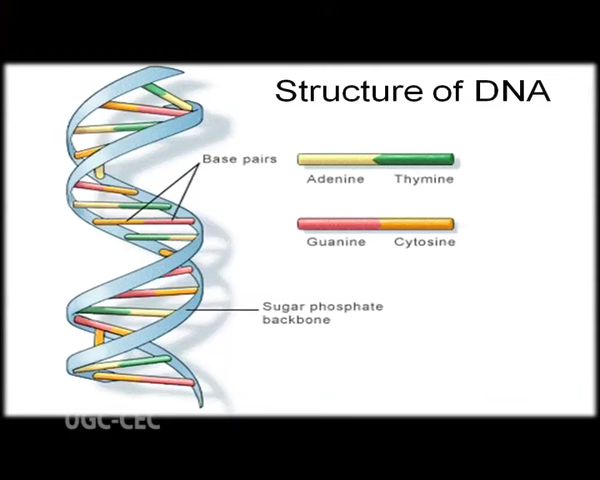 Structure of DNA
Base pairs
Adenine Thymine
Guanine Cytosine
Sugar phosphate
backbone
UGC-CEC